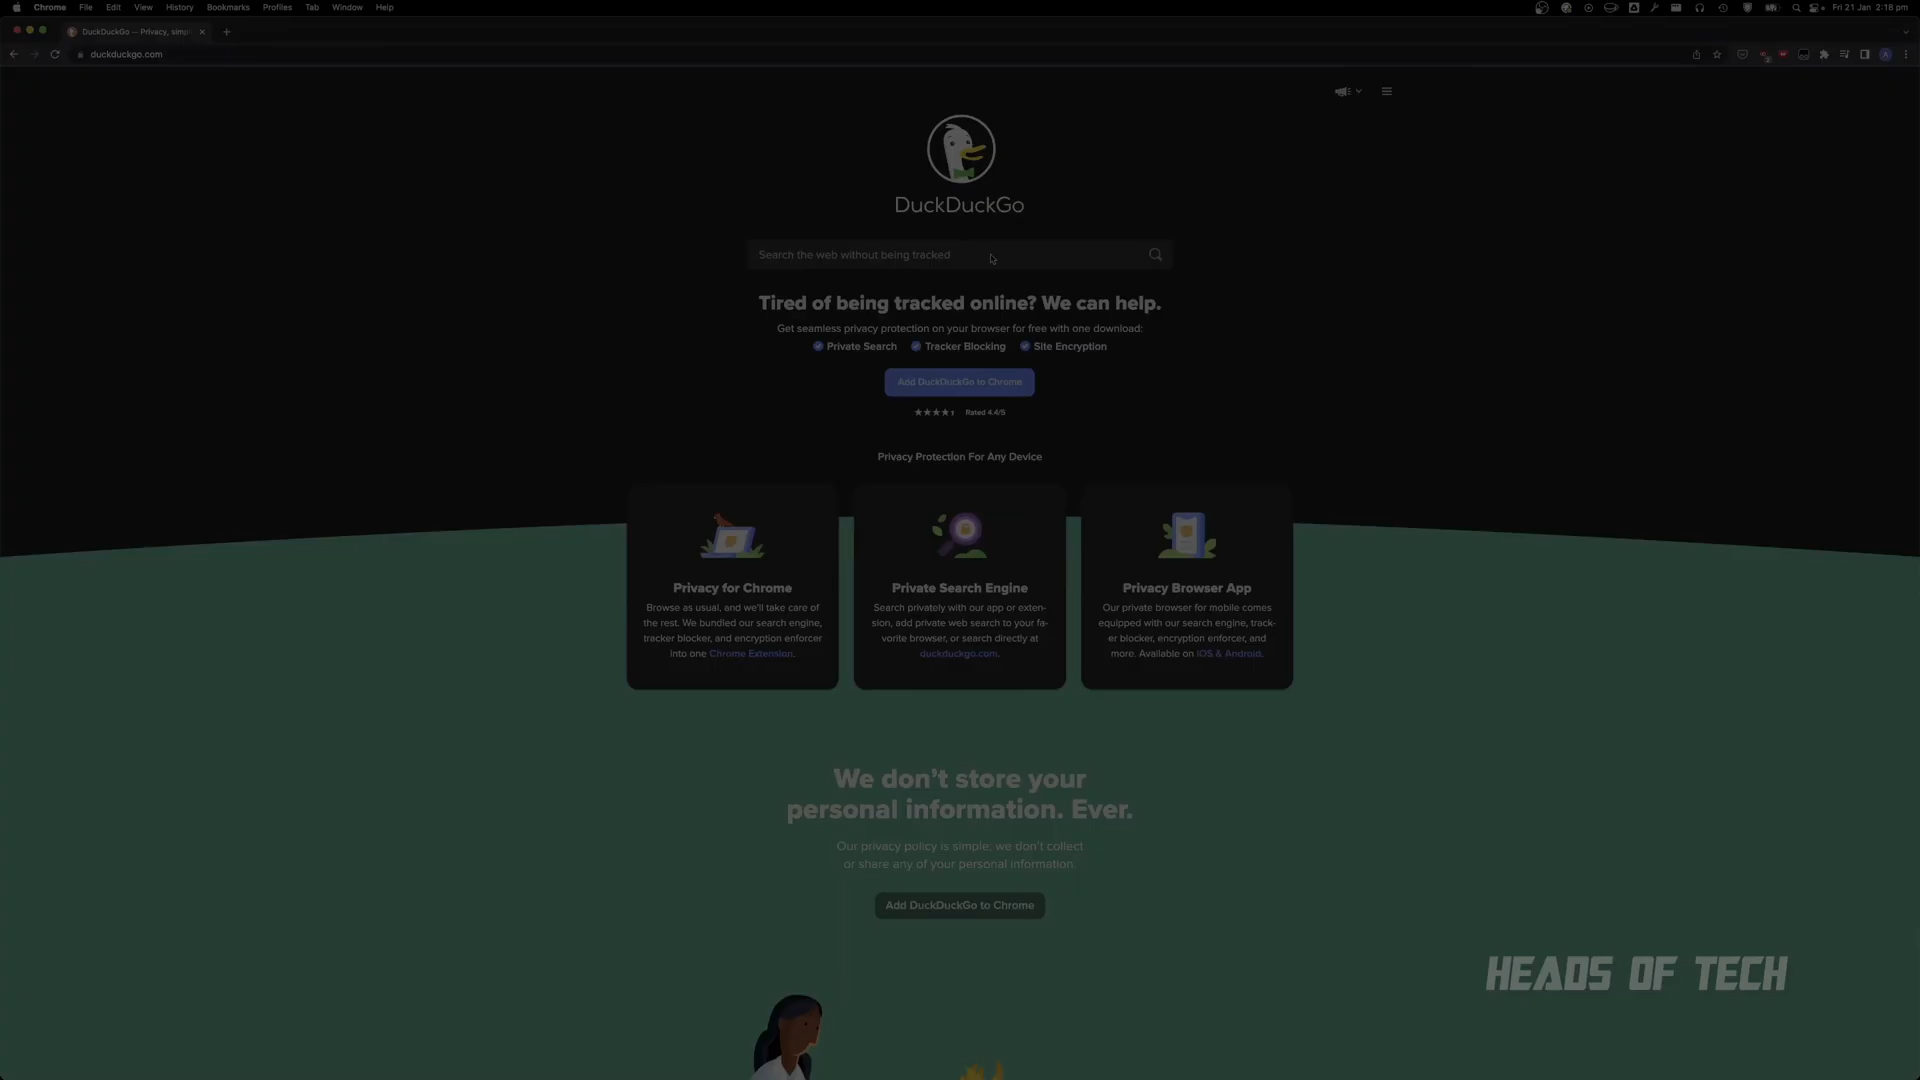 Chrome File Edit View History Bookmarks Profiles Tab Window Help
Fri 21 Jan 2:18 pm
DuckDuckGo — Privacy, simpl
duckduckgo.com
DuckDuckGo
Search the web without being tracked
Tired of being tracked online? We can help.
Get seamless privacy protection on your browser for free with one download:
Private Search Tracker Blocking Site Encryption
Add DuckDuckGo to Chrome
Rated 4.4/5
Privacy Protection For Any Device
Privacy for Chrome
Browse as usual, and we'll take care of
the rest. We bundled our search engine,
tracker blocker, and encryption enforcer
into one Chrome Extension.
Private Search Engine
Search privately with our app or exten-
sion, add private web search to your fa-
vorite browser, or search directly at
duckduckgo.com.
Privacy Browser App
Our private browser for mobile comes
equipped with our search engine, track-
er blocker, encryption enforcer, and
more. Available on iOS & Android.
We don't store your
personal information. Ever.
Our privacy policy is simple: we don't collect
or share any of your personal information.
Add DuckDuckGo to Chrome
HEADS OF TECH